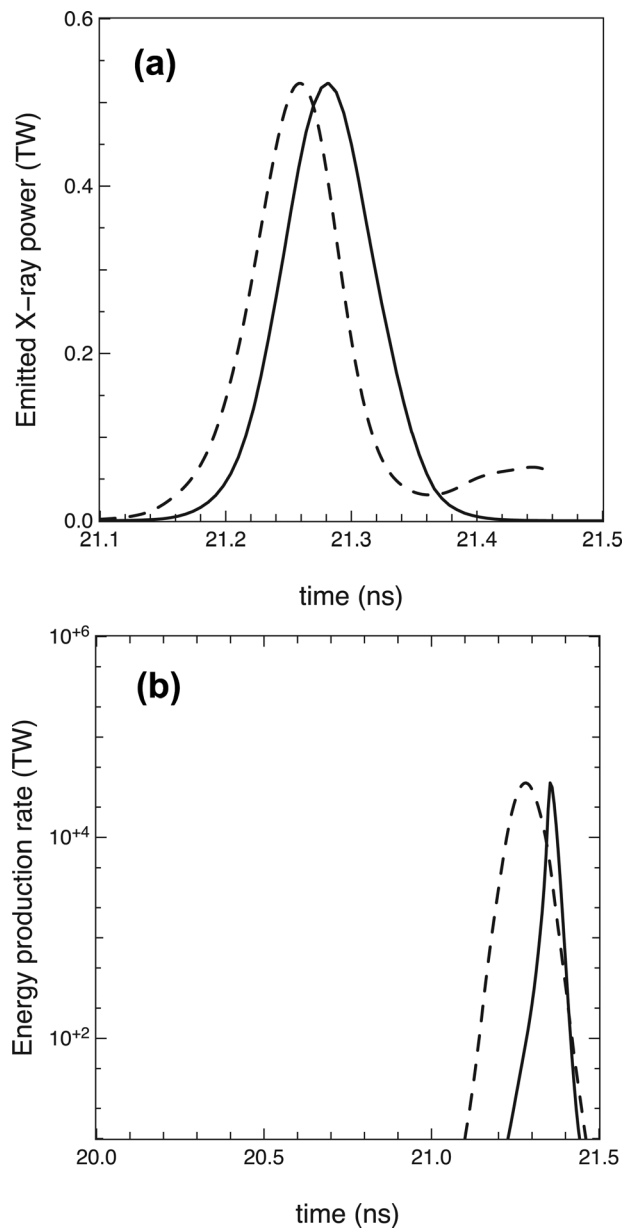 (a)
Emitted X−ray power (TW)
0.6
0.4
0.2
0.0
21.1 21.2 21.3 21.4 21.5
time (ns)
(b)
Energy production rate (TW)
10+6
10+4
10+2
20.0 20.5 21.0 21.5
time (ns)